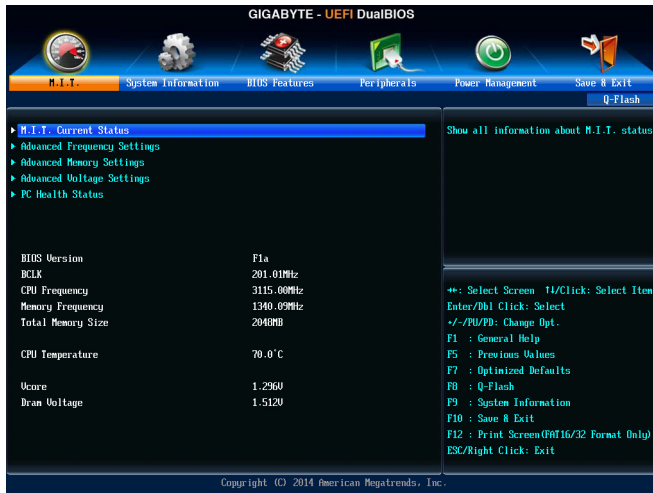 GIGABYTE - UEFI DualBIOS
M.I.T. System Information BIOS Features Peripherals Power Management Save & Exit
Q-Flash
M.I.T. Current Status
Advanced Frequency Settings
Advanced Memory Settings
Advanced Voltage Settings
PC Health Status
BIOS Version F1a
BCLK 201.01MHz
CPU Frequency 3115.00MHz
Memory Frequency 1340.09MHz
Total Memory Size 2048MB
CPU Temperature 70.0°C
Vcore 1.296V
Dram Voltage 1.512V
Show all information about M.I.T. status
→←: Select Screen ↑↓/Click: Select Item
Enter/Dbl Click: Select
+/-/PU/PD: Change Opt.
F1 : General Help
F5 : Previous Values
F7 : Optimized Defaults
F8 : Q-Flash
F9 : System Information
F10 : Save & Exit
F12 : Print Screen(FAT16/32 Format Only)
ESC/Right Click: Exit
Copyright (C) 2014 American Megatrends, Inc.